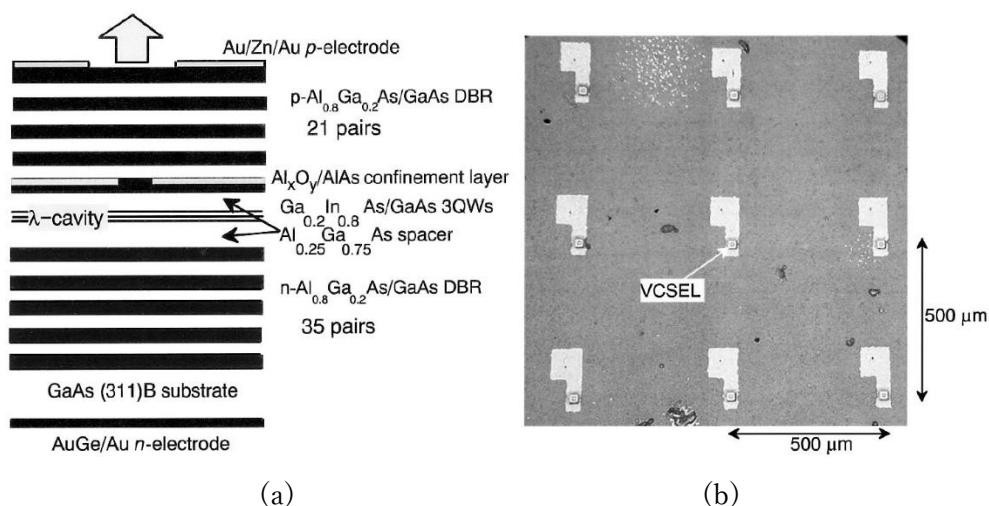 Au/Zn/Au p-electrode
p-Al0.8Ga0.2As/GaAs DBR
21 pairs
AlxOy/AlAs confinement layer
Ga0.2In0.8As/GaAs 3QWs
λ-cavity
Al0.25Ga0.75As spacer
n-Al0.8Ga0.2As/GaAs DBR
35 pairs
GaAs (311)B substrate
AuGe/Au n-electrode
(a)
VCSEL
500 μm
500 μm
(b)